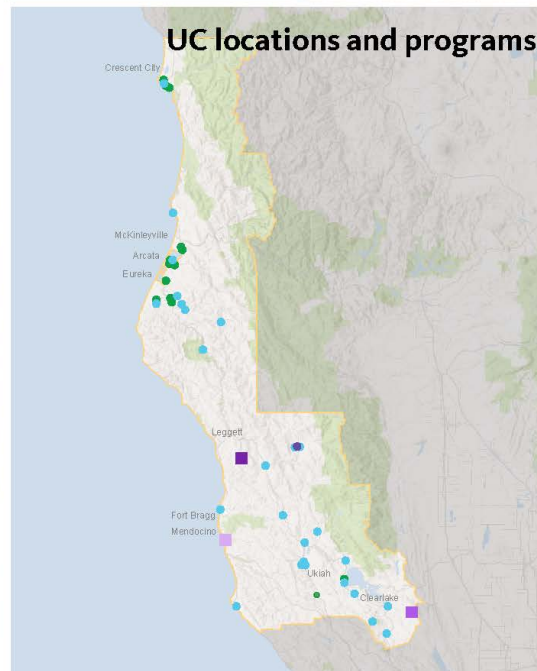 UC locations and programs
Crescent City
McKinleyville
Arcata
Eureka
Leggett
Fort Bragg
Mendocino
Ukiah
Clearlake